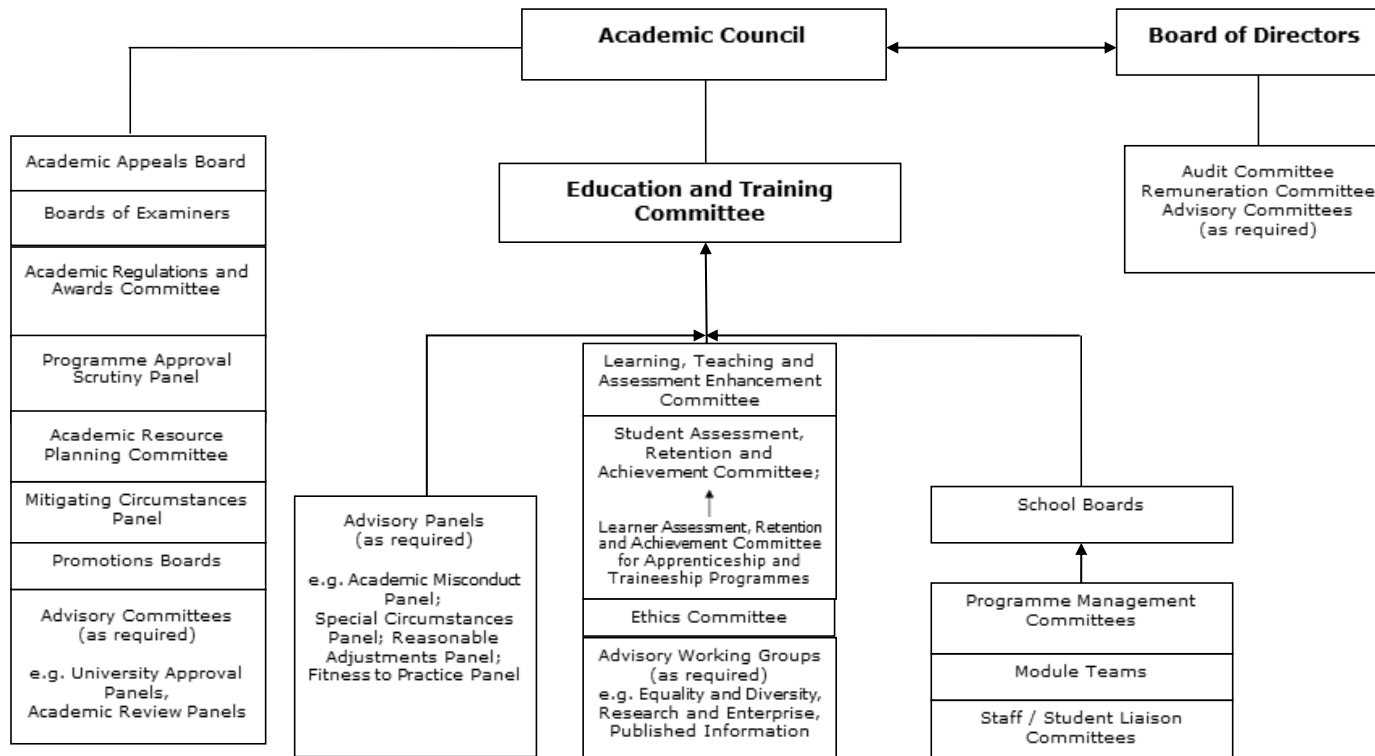 Academic Council
Board of Directors
Academic Appeals Board
Boards of Examiners
Academic Regulations and
Awards Committee
Programme Approval
Scrutiny Panel
Academic Resource
Planning Committee
Mitigating Circumstances
Panel
Promotions Boards
Advisory Committees
(as required)
e.g. University Approval
Panels,
Academic Review Panels
Education and Training
Committee
Audit Committee
Remuneration Committee
Advisory Committees
(as required)
Advisory Panels
(as required)
e.g. Academic Misconduct
Panel;
Special Circumstances
Panel; Reasonable
Adjustments Panel;
Fitness to Practice Panel
Learning, Teaching and
Assessment Enhancement
Committee
Student Assessment,
Retention and
Achievement Committee;
Learner Assessment, Retention
and Achievement Committee
for Apprenticeship and
Traineeship Programmes
Ethics Committee
Advisory Working Groups
(as required)
e.g. Equality and Diversity,
Research and Enterprise,
Published Information
School Boards
Programme Management
Committees
Module Teams
Staff / Student Liaison
Committees